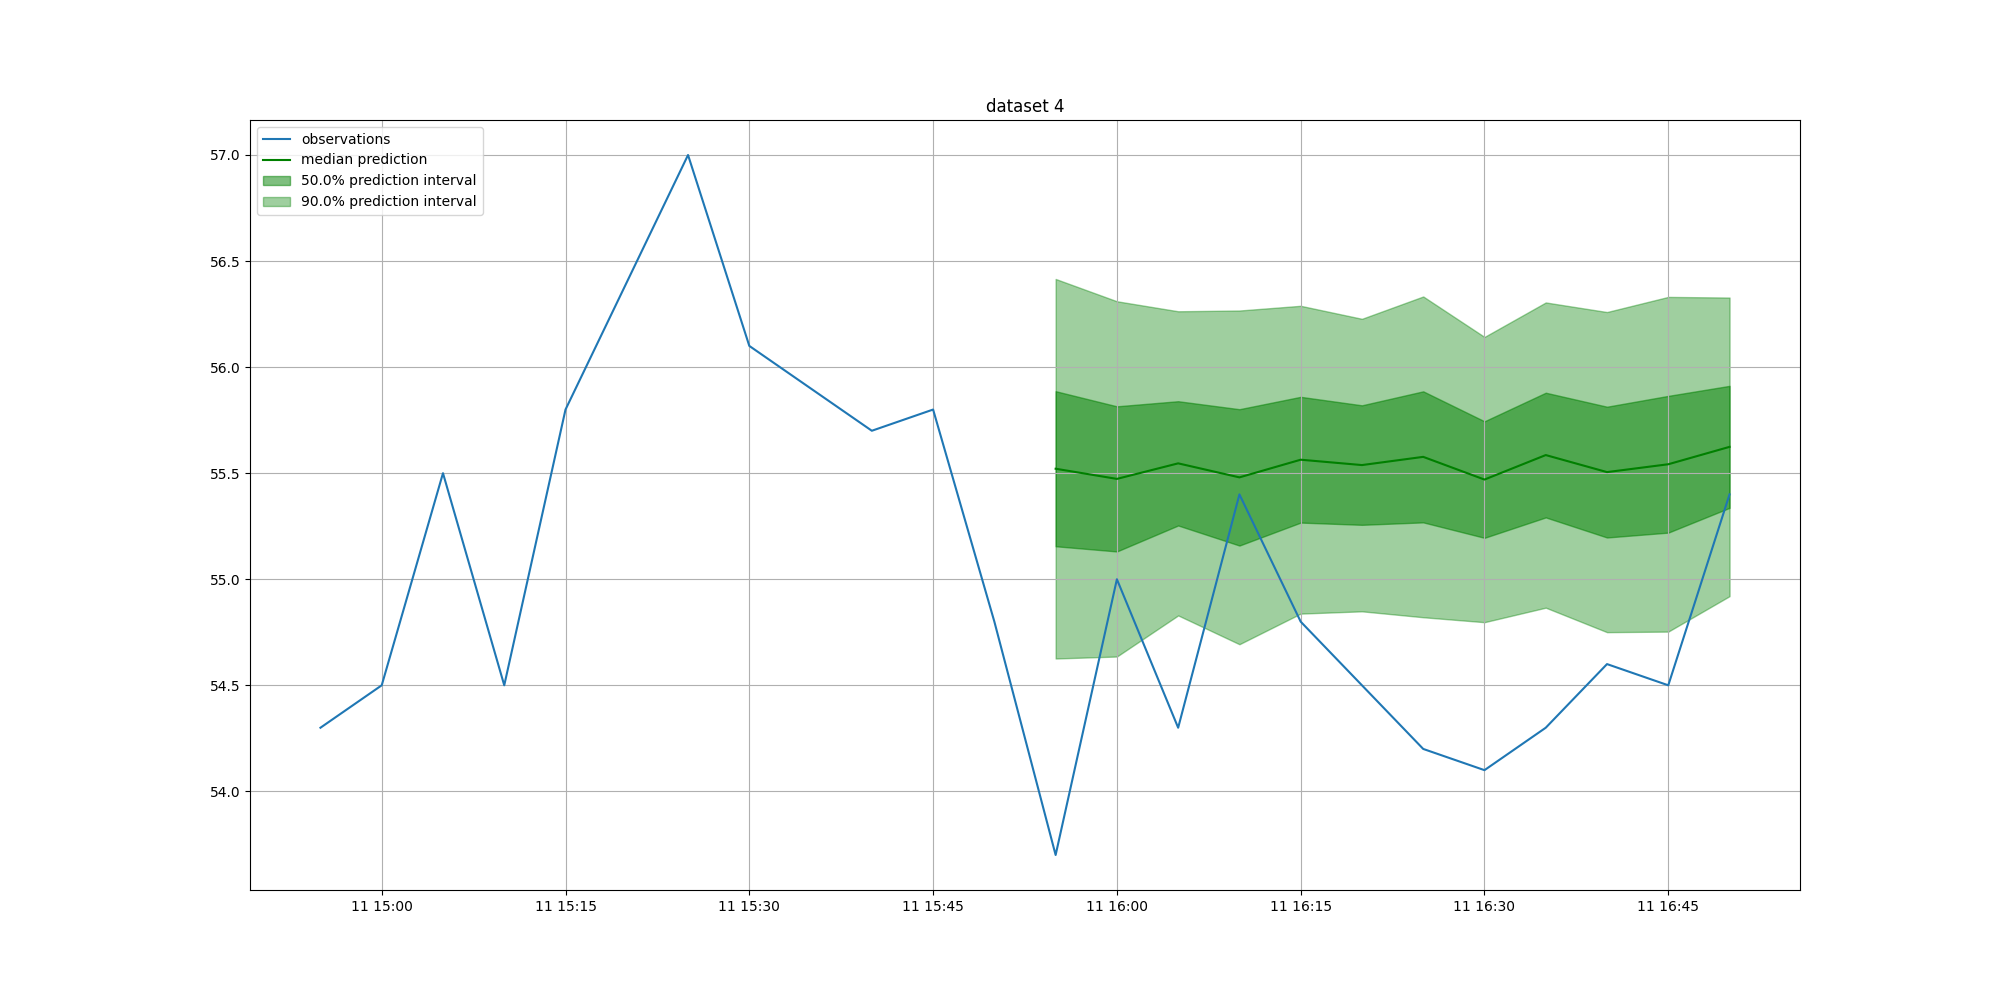 dataset 4
observations
median prediction
50.0% prediction interval
90.0% prediction interval
57.0
56.5
56.0
55.5
55.0
54.5
54.0
11 15:00 11 15:15 11 15:30 11 15:45 11 16:00 11 16:15 11 16:30 11 16:45